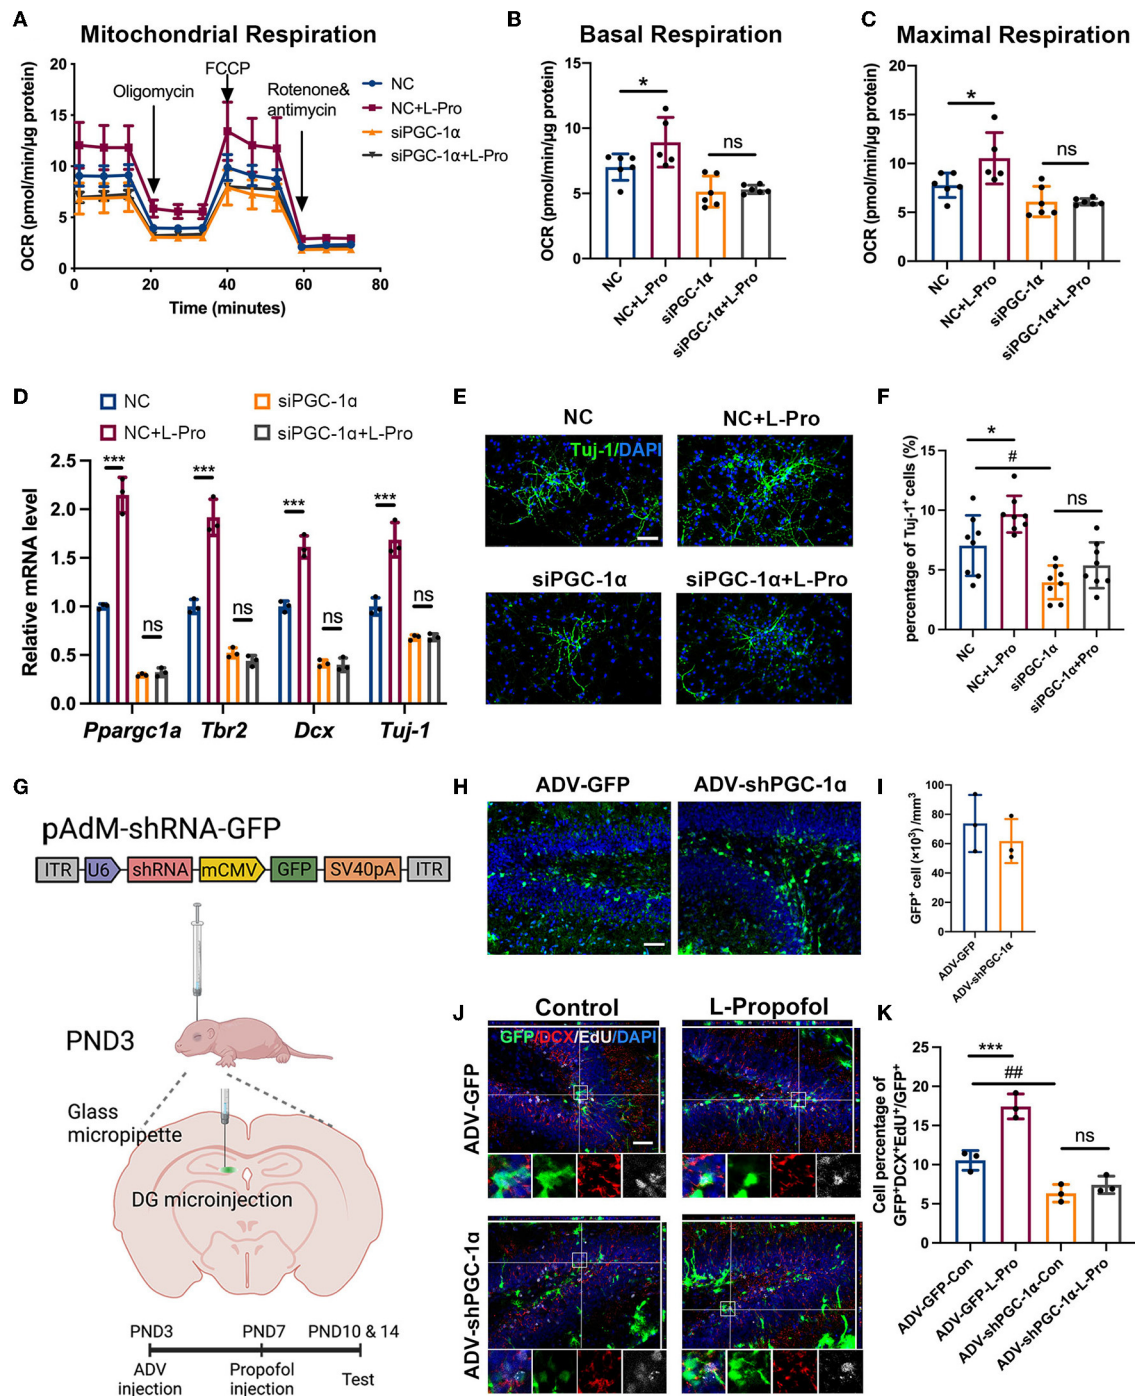 A
Mitochondrial Respiration
OCR (pmol/min/µg protein)
20
15
10
5
0
0
20
40
60
80
Time (minutes)
Oligomycin
FCCP
Rotenone&
antimycin
NC
NC+L-Pro
siPGC-1α
siPGC-1α+L-Pro
B
Basal Respiration
OCR (pmol/min/µg protein)
15
10
5
0
*
ns
NC
NC+L-Pro
siPGC-1α
siPGC-1α+L-Pro
C
Maximal Respiration
OCR (pmol/min/µg protein)
20
15
10
5
0
*
ns
NC
NC+L-Pro
siPGC-1α
siPGC-1α+L-Pro
D
NC
siPGC-1α
NC+L-Pro
siPGC-1α+L-Pro
Relative mRNA level
2.5
2.0
1.5
1.0
0.5
0.0
***
***
***
***
ns
ns
ns
ns
Ppargc1a
Tbr2
Dcx
Tuj-1
E
NC
NC+L-Pro
Tuj-1/DAPI
siPGC-1α
siPGC-1α+L-Pro
F
percentage of Tuj-1+ cells (%)
15
10
5
0
*
#
ns
NC
NC+L-Pro
siPGC-1α
siPGC-1α+Pro
G
pAdM-shRNA-GFP
ITR U6 shRNA mCMV GFP SV40pA ITR
PND3
Glass
micropipette
DG microinjection
PND3 PND7 PND10 & 14
ADV Propofol Test
injection injection
H
ADV-GFP
ADV-shPGC-1α
I
GFP+ cell (×10³) /mm³
100
80
60
40
20
0
ADV-GFP
ADV-shPGC-1α
J
Control
L-Propofol
GFP/DCX/EdU/DAPI
ADV-GFP
ADV-shPGC-1α
K
Cell percentage of
GFP+DCX+EdU+/GFP+
25
20
15
10
5
0
***
##
ns
ADV-GFP-Con
ADV-GFP-L-Pro
ADV-shPGC-1α-Con
ADV-shPGC-1α-L-Pro